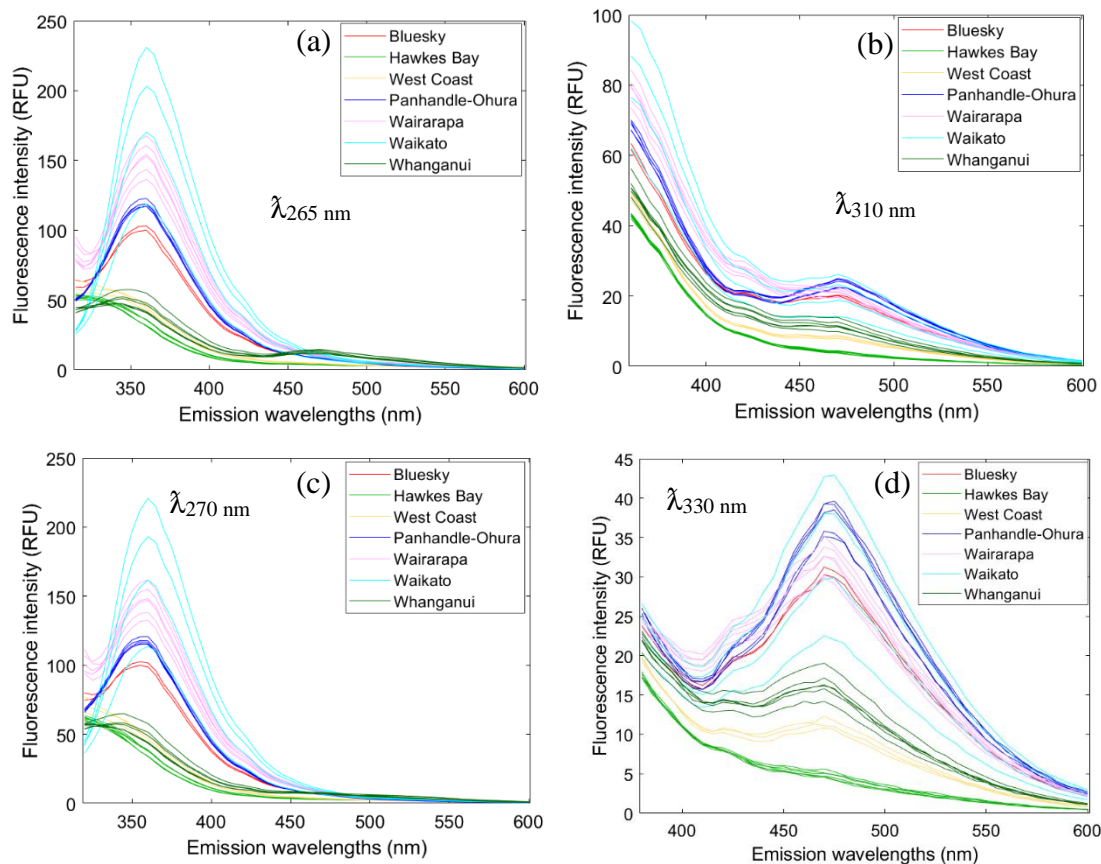 (a)
Fluorescence intensity (RFU)
250
200
150
100
50
0
350
400
450
500
550
600
Emission wavelengths (nm)
Bluesky
Hawkes Bay
West Coast
Panhandle-Ohura
Wairarapa
Waikato
Whanganui
λ̃265 nm
(b)
Fluorescence intensity (RFU)
100
80
60
40
20
0
400
450
500
550
600
Emission wavelengths (nm)
Bluesky
Hawkes Bay
West Coast
Panhandle-Ohura
Wairarapa
Waikato
Whanganui
λ̃310 nm
(c)
Fluorescence intensity (RFU)
250
200
150
100
50
0
350
400
450
500
550
600
Emission wavelengths (nm)
Bluesky
Hawkes Bay
West Coast
Panhandle-Ohura
Wairarapa
Waikato
Whanganui
λ̃270 nm
(d)
Fluorescence intensity (RFU)
45
40
35
30
25
20
15
10
5
0
400
450
500
550
600
Emission wavelengths (nm)
Bluesky
Hawkes Bay
West Coast
Panhandle-Ohura
Wairarapa
Waikato
Whanganui
λ̃330 nm